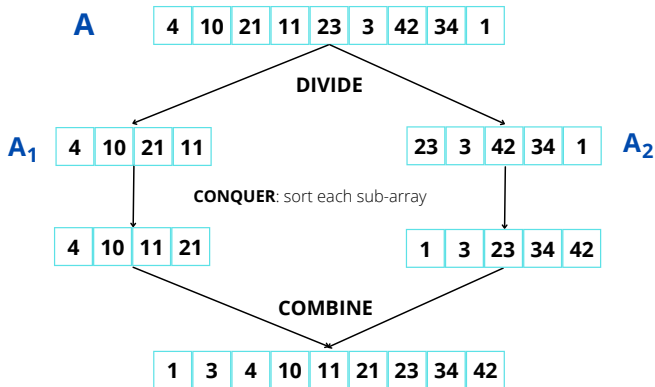 A 4 10 21 11 23 3 42 34 1
DIVIDE
A₁ 4 10 21 11 23 3 42 34 1 A₂
CONQUER: sort each sub-array
4 10 11 21 1 3 23 34 42
COMBINE
1 3 4 10 11 21 23 34 42